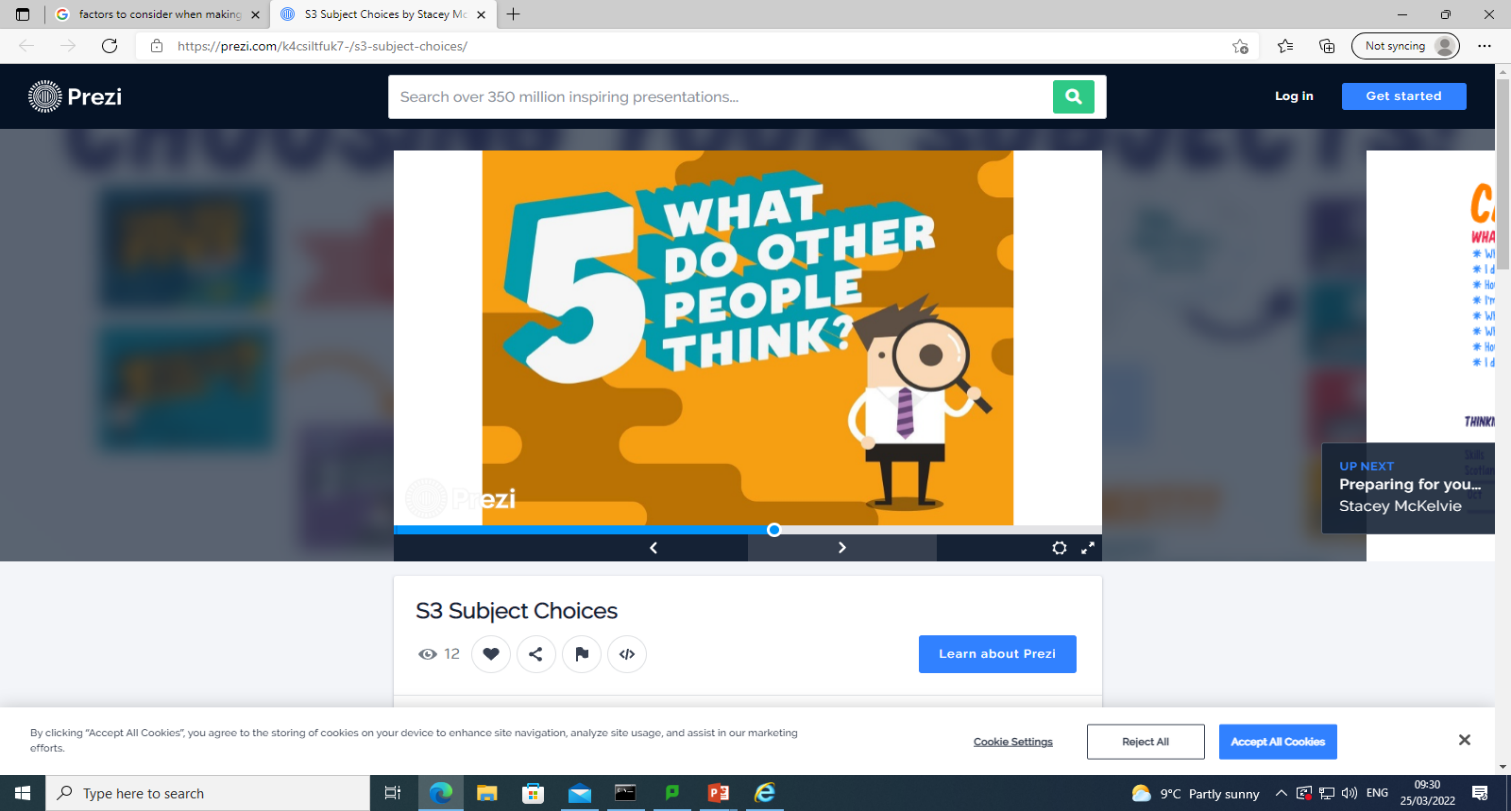 factors to consider when making
S3 Subject Choices by Stacey Mc
https://prezi.com/k4csiltfuk7-/s3-subject-choices/
Not syncing
Prezi
Search over 350 million inspiring presentations...
Log in
Get started
CHOOSING YOUR SUBJECTS!
5 WHAT
DO OTHER
PEOPLE
THINK?
Prezi
WHA
THINKI
UP NEXT
Preparing for you...
Stacey McKelvie
S3 Subject Choices
12
Learn about Prezi
By clicking "Accept All Cookies", you agree to the storing of cookies on your device to enhance site navigation, analyze site usage, and assist in our marketing
efforts.
Cookie Settings
Reject All
Accept All Cookies
Type here to search
9°C Partly sunny
ENG
09:30
25/03/2022